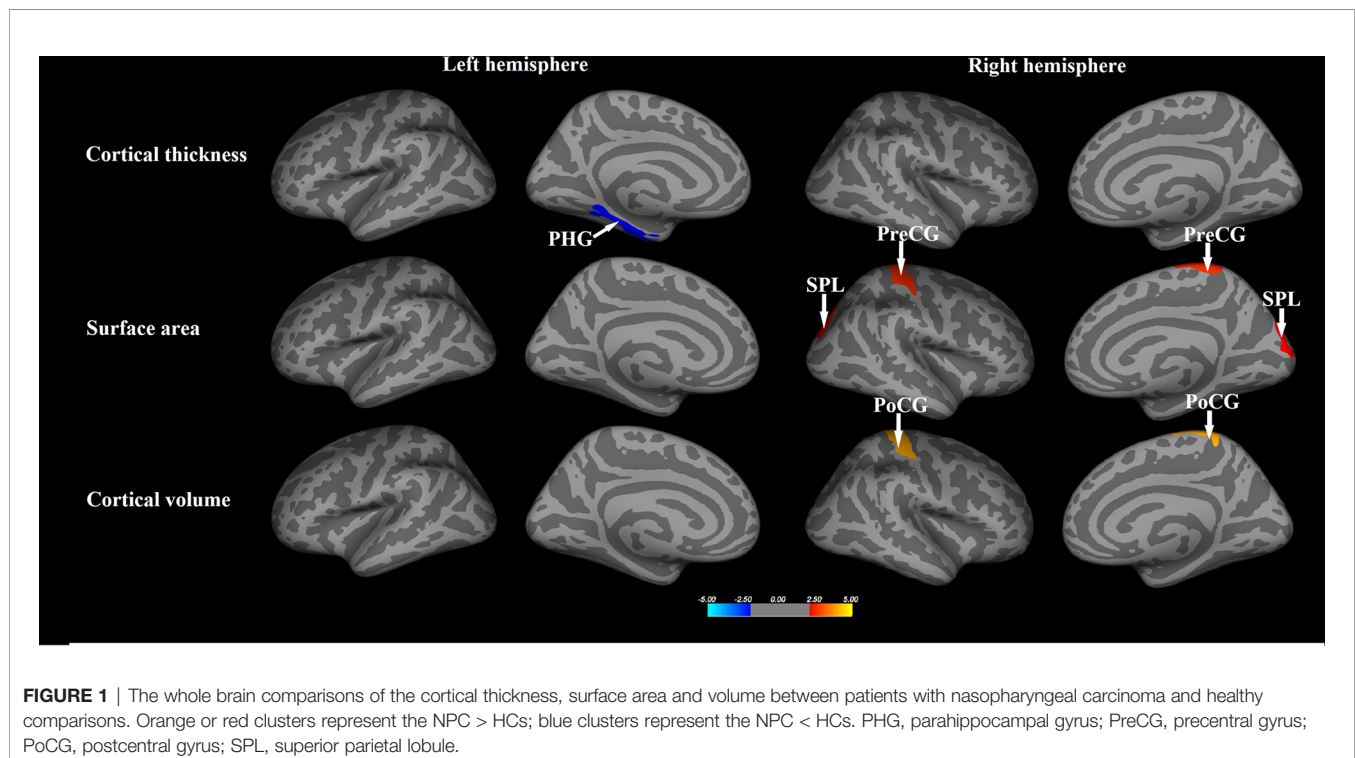 Left hemisphere Right hemisphere
Cortical thickness
PHG
PreCG PreCG
SPL SPL
Surface area
PoCG PoCG
Cortical volume
-5.00 -2.50 0.00 2.50 5.00
FIGURE 1 | The whole brain comparisons of the cortical thickness, surface area and volume between patients with nasopharyngeal carcinoma and healthy
comparisons. Orange or red clusters represent the NPC > HCs; blue clusters represent the NPC < HCs. PHG, parahippocampal gyrus; PreCG, precentral gyrus;
PoCG, postcentral gyrus; SPL, superior parietal lobule.